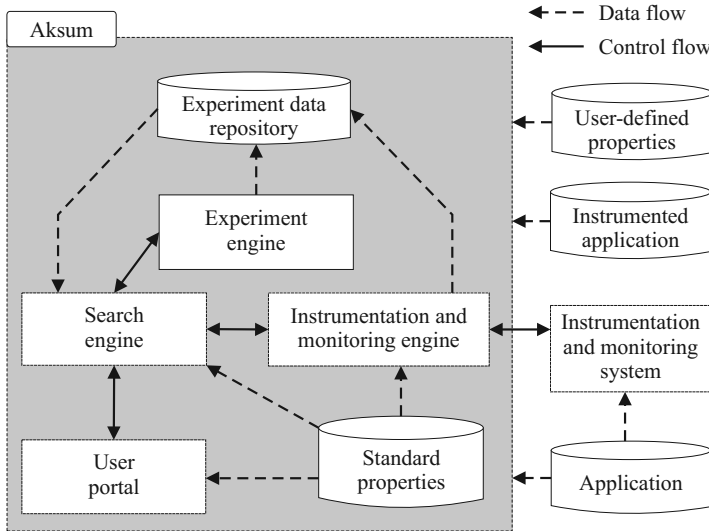 Aksum
Data flow
Control flow
Experiment data
repository
User-defined
properties
Experiment
engine
Instrumented
application
Search
engine
Instrumentation and
monitoring engine
Instrumentation
and monitoring
system
User
portal
Standard
properties
Application